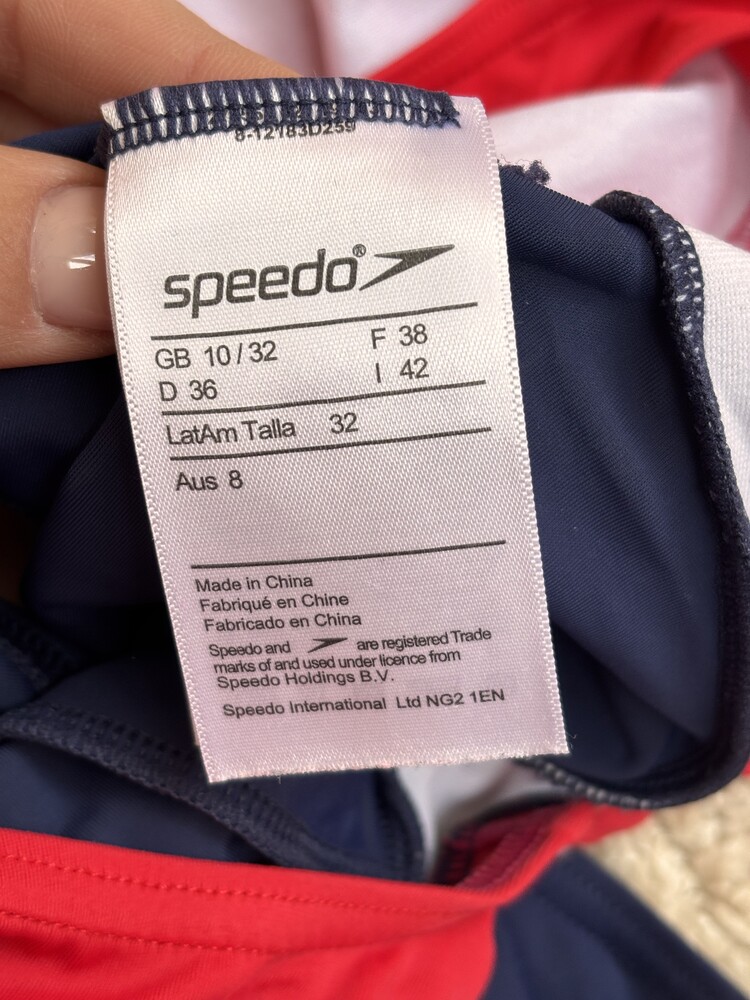 8-12183D259
speedo®
GB 10/32 F 38
D 36 I 42
LatAm Talla 32
Aus 8
Made in China
Fabriqué en Chine
Fabricado en China
Speedo and are registered Trade
marks of and used under licence from
Speedo Holdings B.V.
Speedo International Ltd NG2 1EN